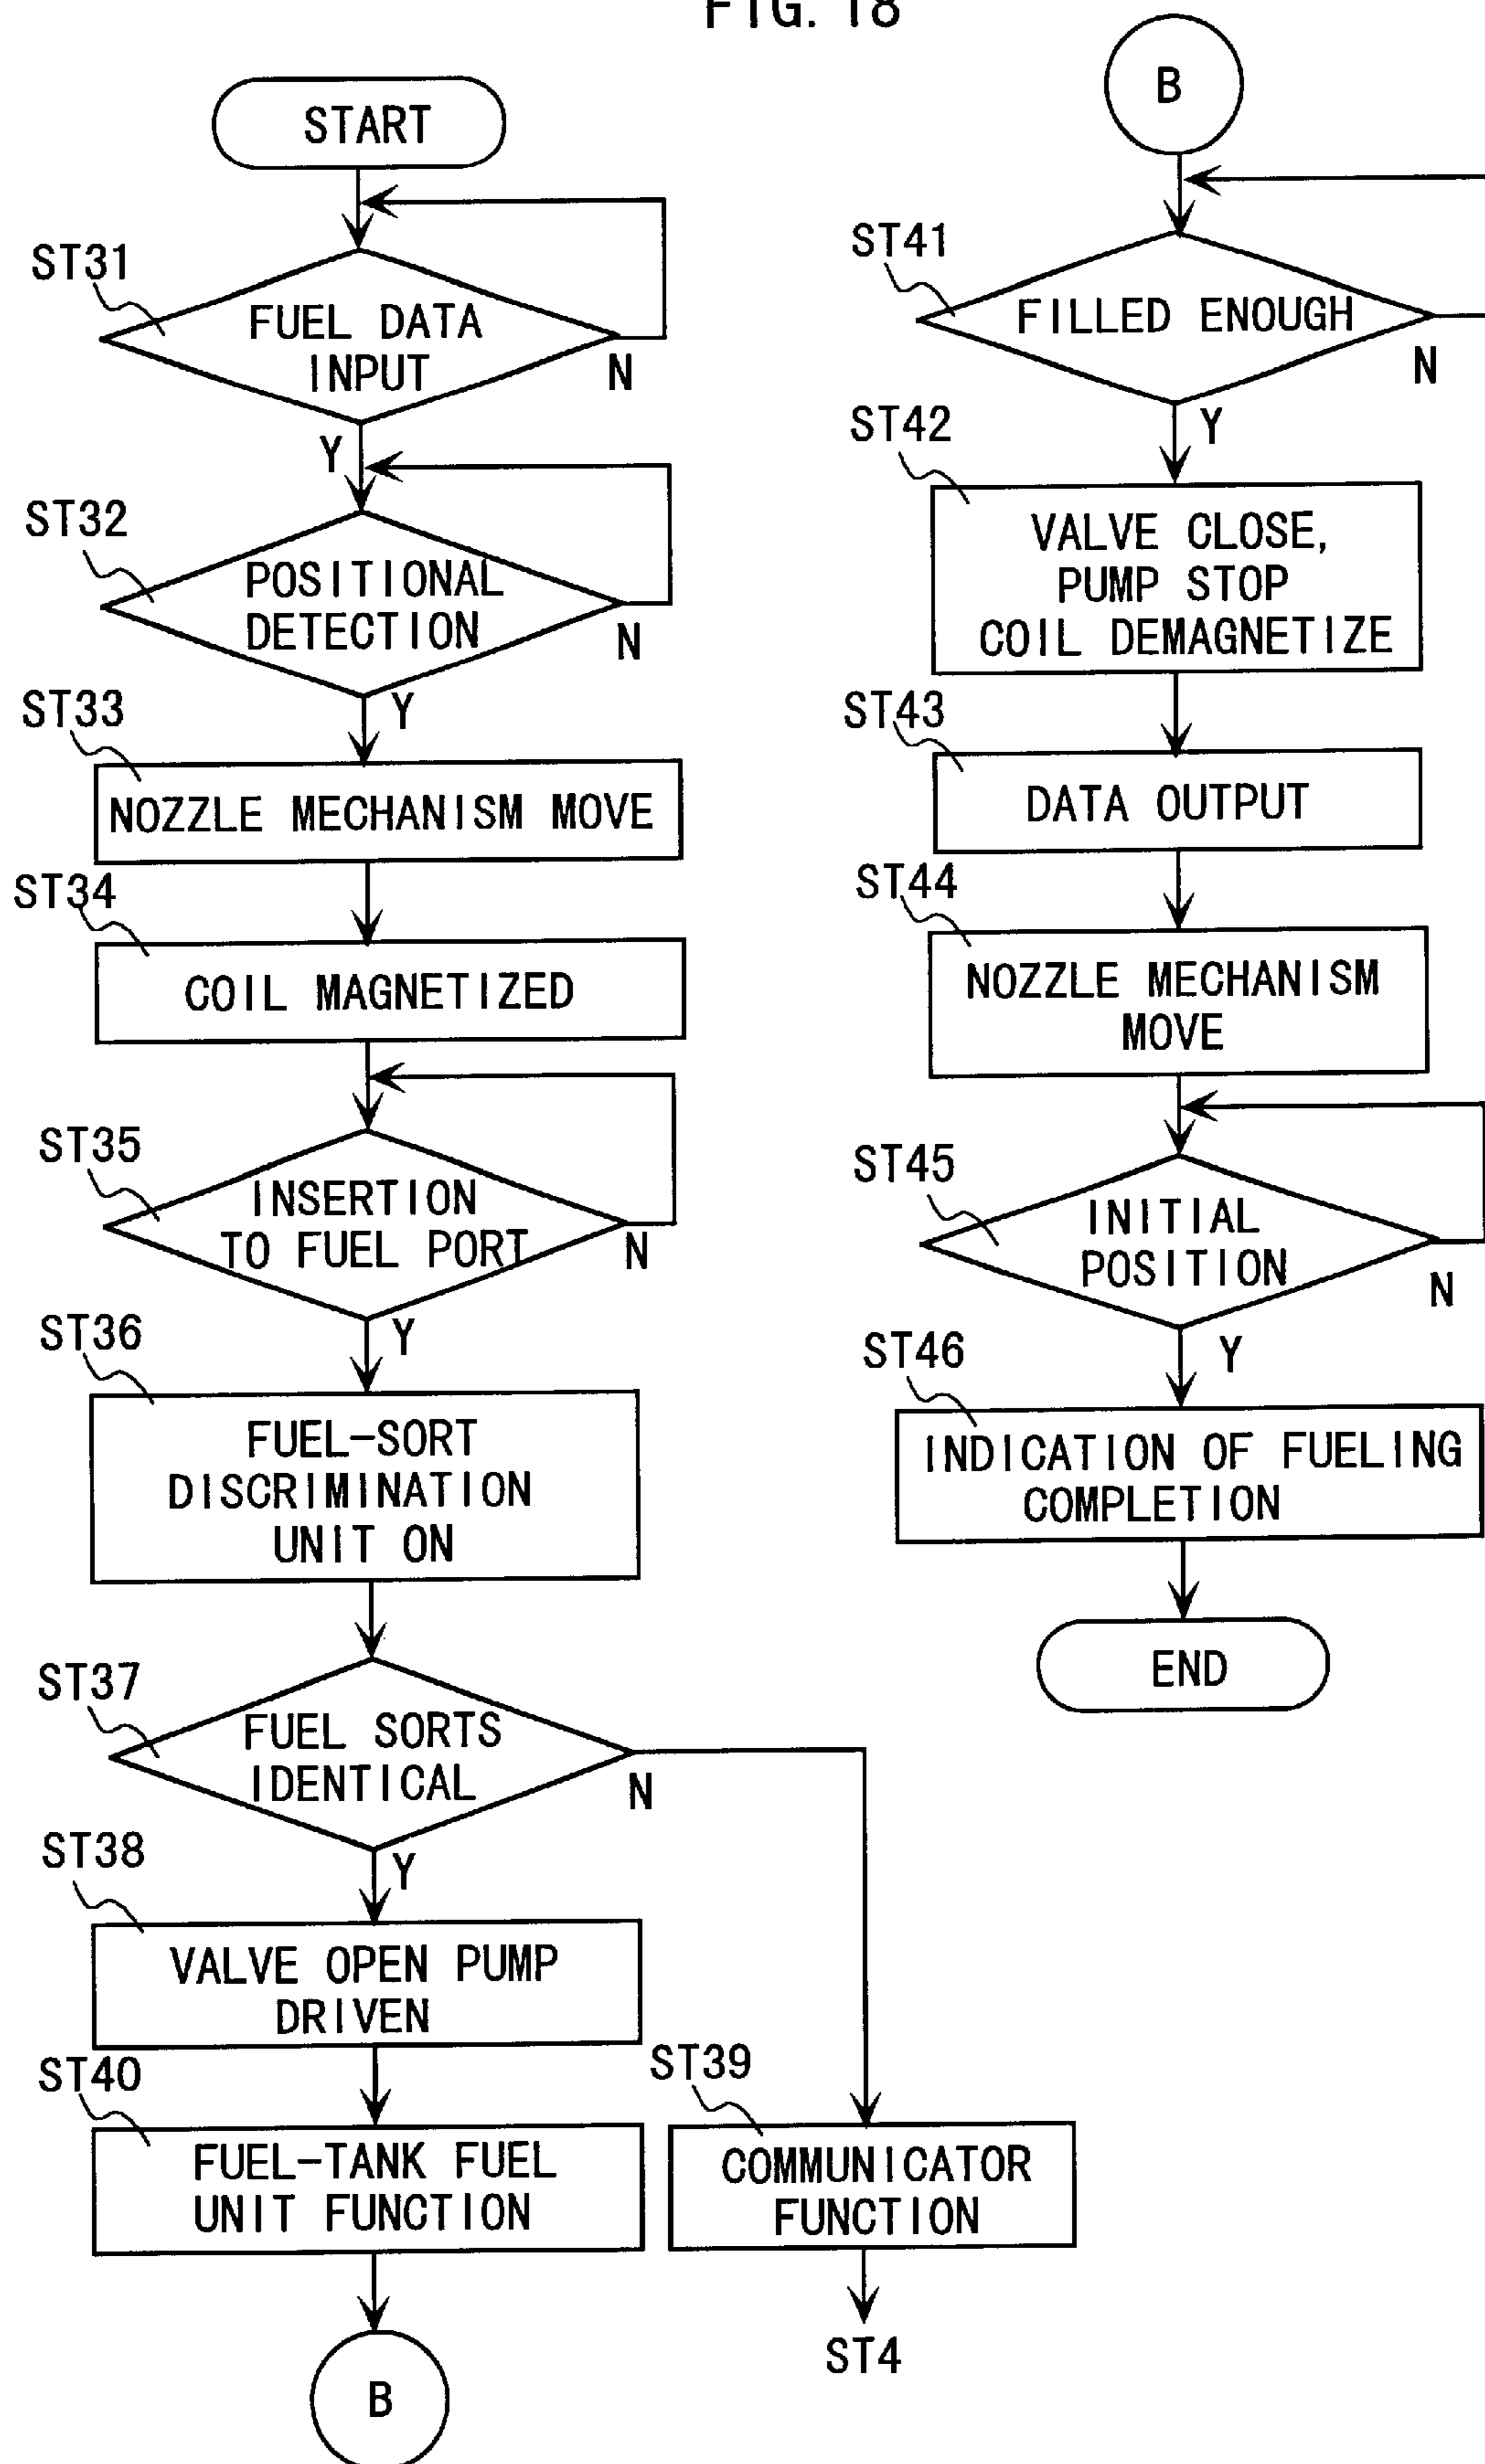 FIG. 18
START
ST31
FUEL DATA
INPUT
N
Y
ST32
POSITIONAL
DETECTION
N
Y
ST33
NOZZLE MECHANISM MOVE
ST34
COIL MAGNETIZED
ST35
INSERTION
TO FUEL PORT
N
Y
ST36
FUEL-SORT
DISCRIMINATION
UNIT ON
ST37
FUEL SORTS
IDENTICAL
N
Y
ST38
VALVE OPEN PUMP
DRIVEN
ST40
FUEL-TANK FUEL
UNIT FUNCTION
B
ST39
COMMUNICATOR
FUNCTION
ST4
B
ST41
FILLED ENOUGH
N
Y
ST42
VALVE CLOSE,
PUMP STOP
COIL DEMAGNETIZE
ST43
DATA OUTPUT
ST44
NOZZLE MECHANISM
MOVE
ST45
INITIAL
POSITION
N
Y
ST46
INDICATION OF FUELING
COMPLETION
END